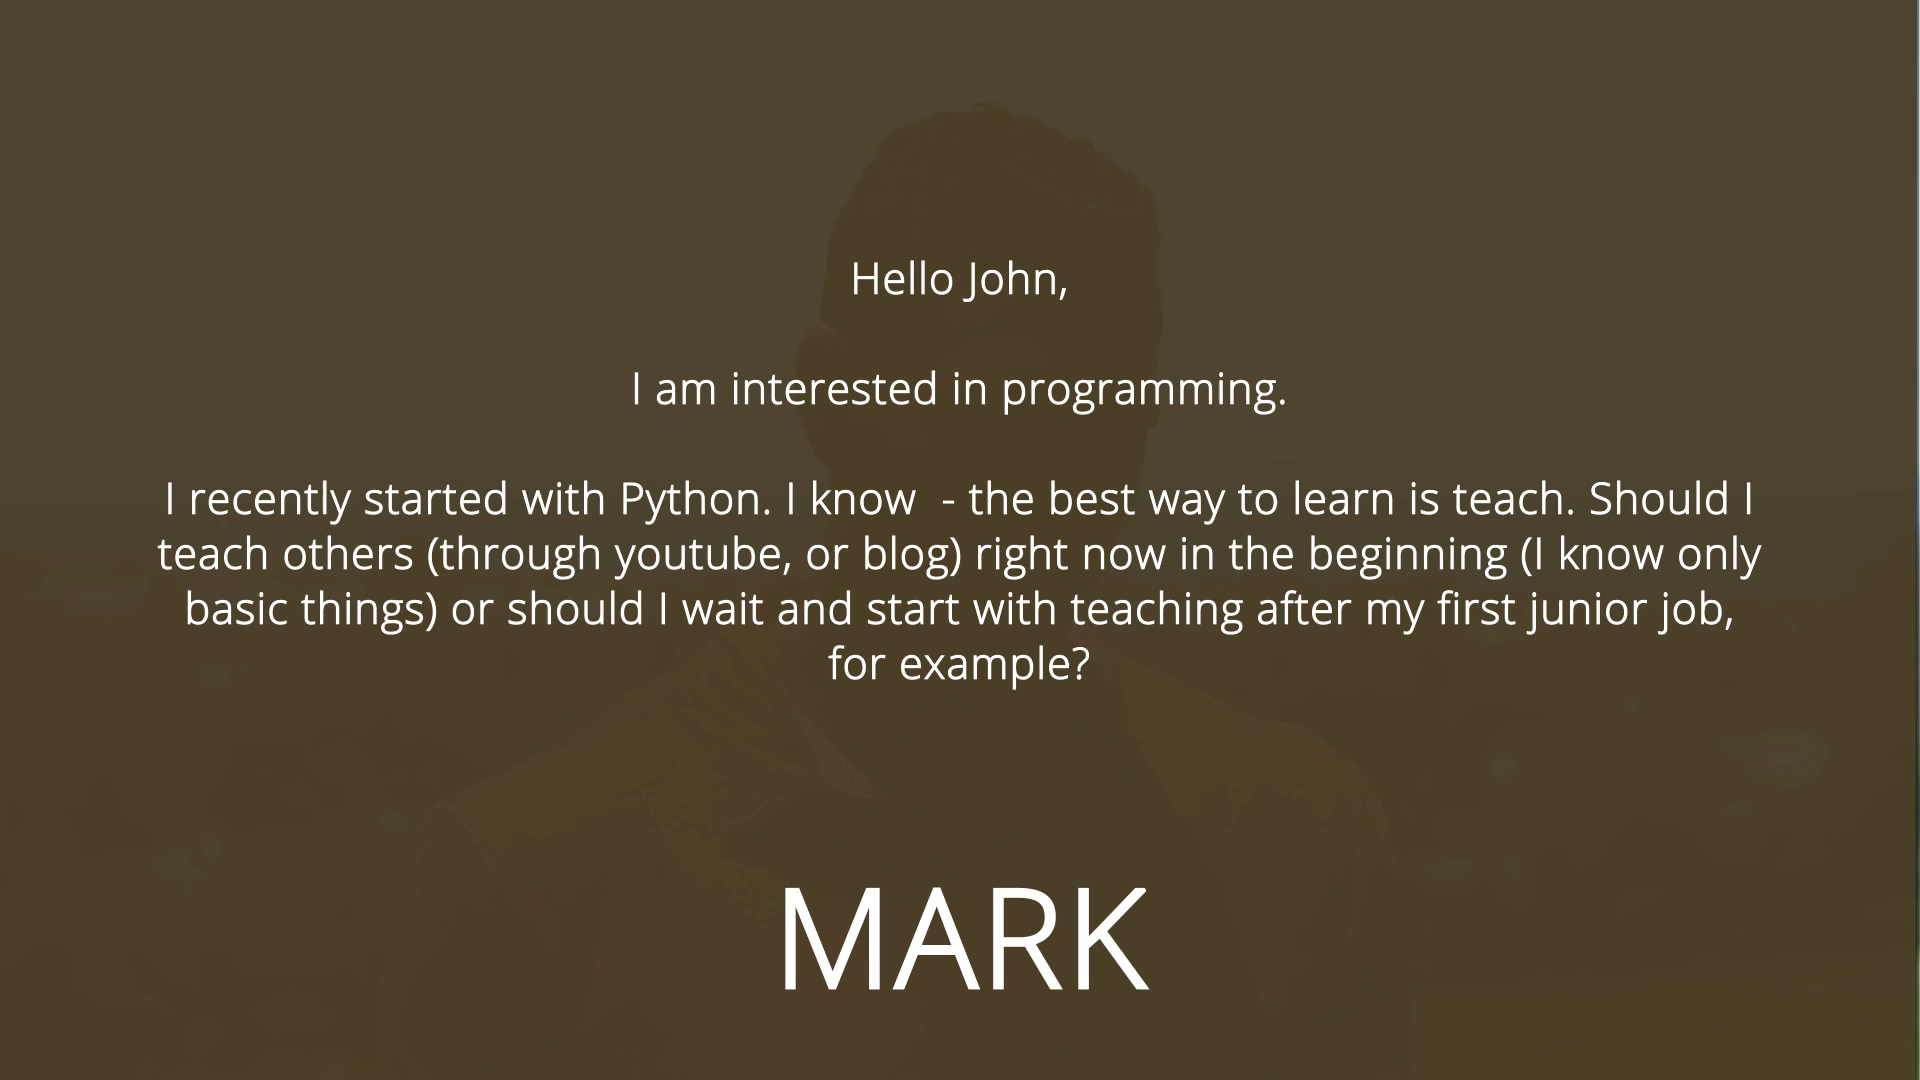 Hello John,
I am interested in programming.
I recently started with Python. I know  - the best way to learn is teach. Should I
teach others (through youtube, or blog) right now in the beginning (I know only
basic things) or should I wait and start with teaching after my first junior job,
for example?
MARK